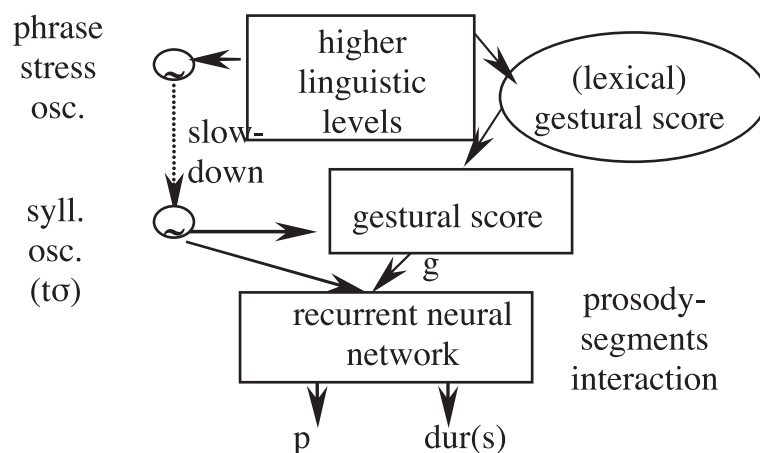 phrase
stress
osc.
higher
linguistic
levels
(lexical)
gestural score
slow-
down
syll.
osc.
(tσ)
gestural score
g
recurrent neural
network
prosody-
segments
interaction
p
dur(s)
~
~